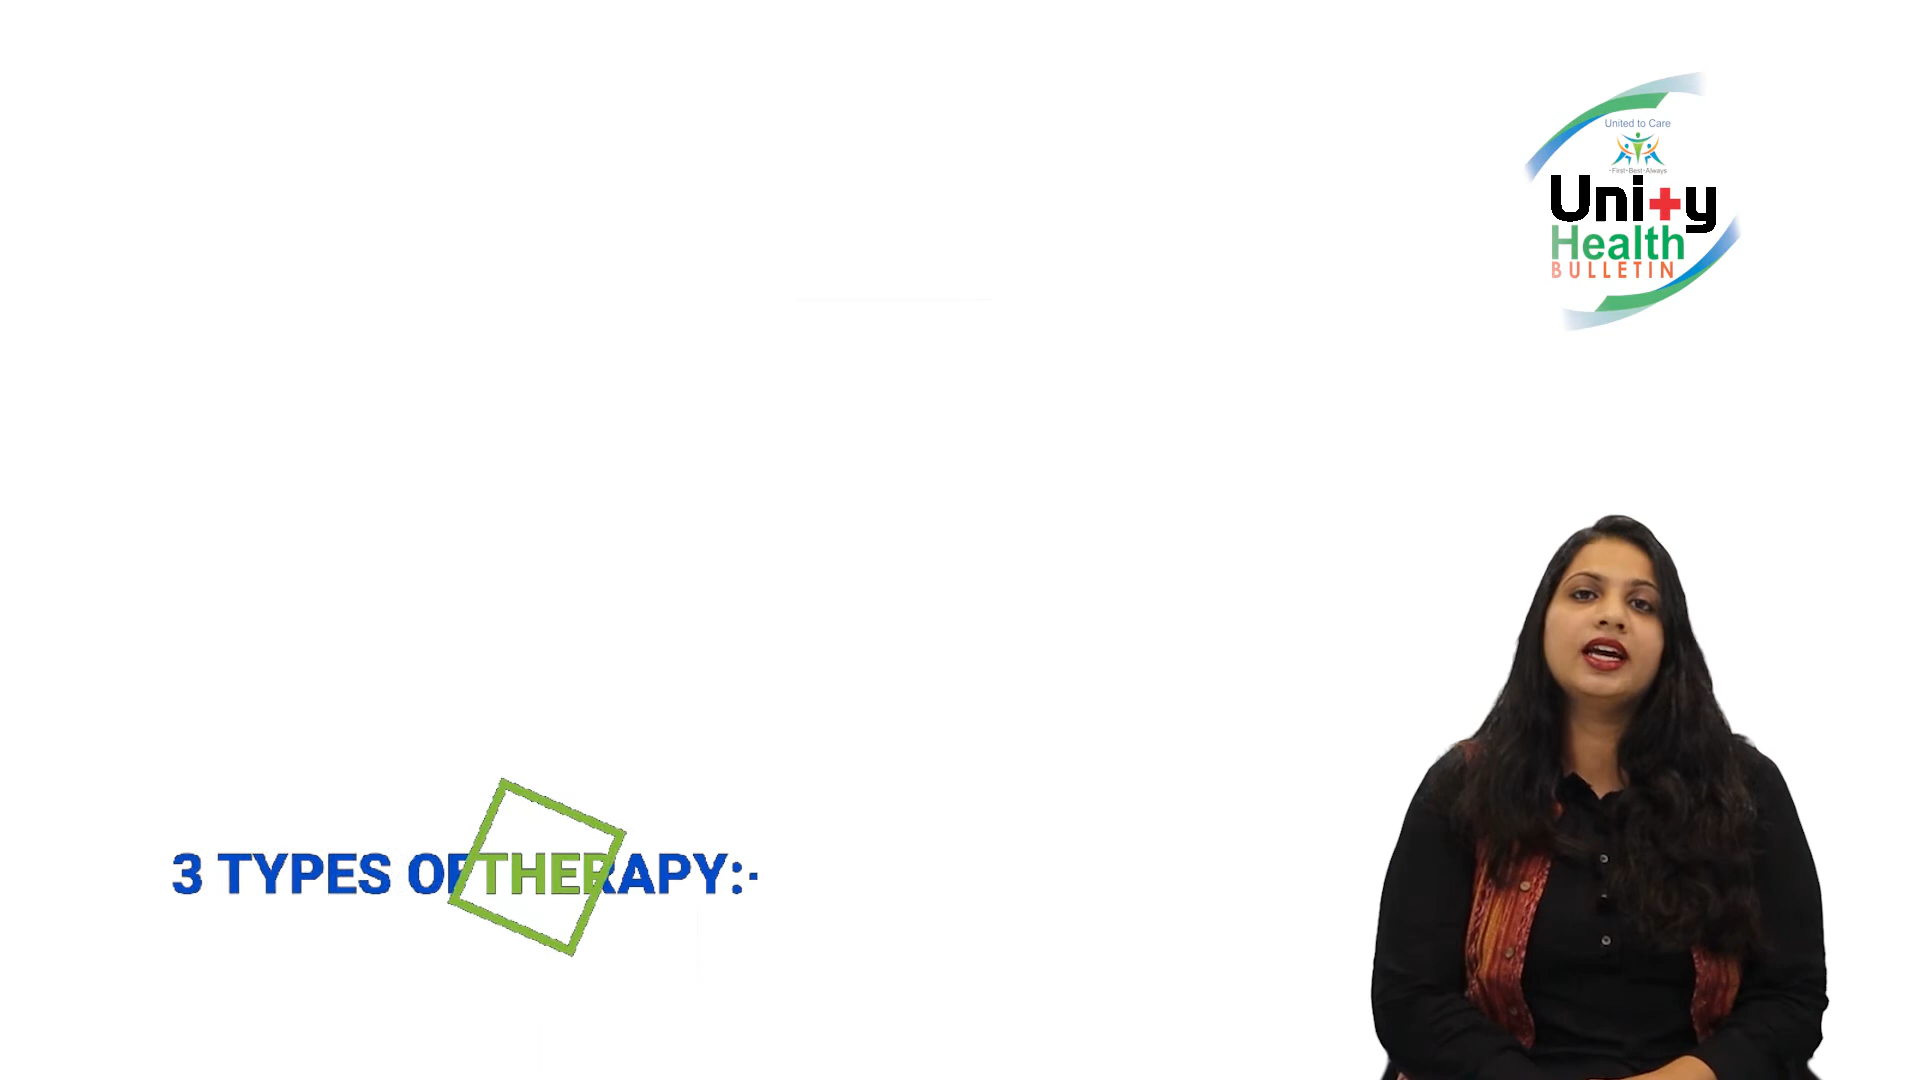 United to Care
-First-Best-Always
Unity
Health
BULLETIN
3 TYPES OF THERAPY:-